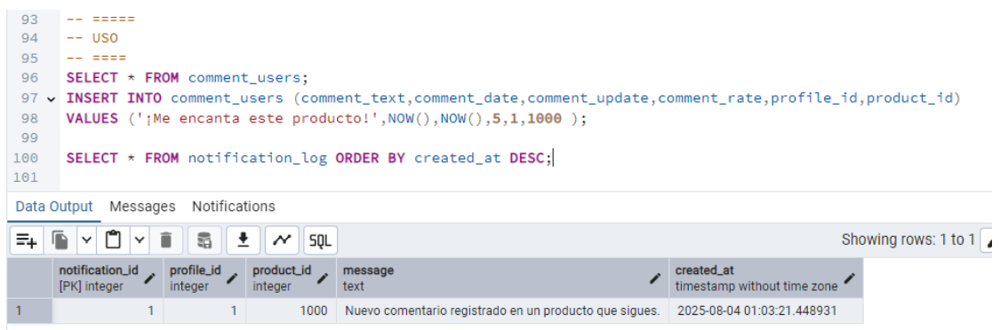 93 -- =====
94 -- USO
95 -- ====
96 SELECT * FROM comment_users;
97 INSERT INTO comment_users (comment_text,comment_date,comment_update,comment_rate,profile_id,product_id)
98 VALUES ('¡Me encanta este producto!',NOW(),NOW(),5,1,1000 );
99
100 SELECT * FROM notification_log ORDER BY created_at DESC;
101
Data Output Messages Notifications
SQL Showing rows: 1 to 1
notification_id profile_id product_id message created_at
[PK] integer integer integer text timestamp without time zone
1 1 1 1000 Nuevo comentario registrado en un producto que sigues. 2025-08-04 01:03:21.448931